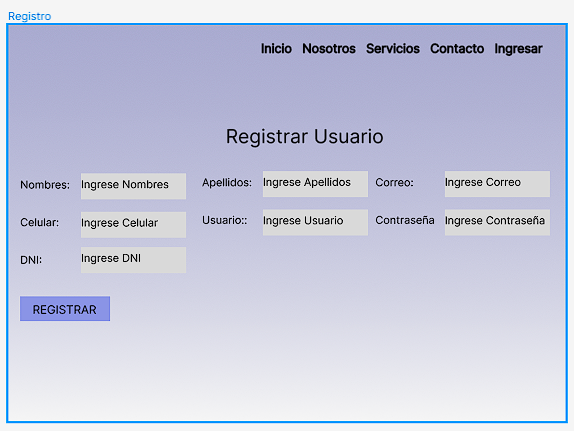 Registro
Inicio Nosotros Servicios Contacto Ingresar
Registrar Usuario
Nombres: Ingrese Nombres Apellidos: Ingrese Apellidos Correo: Ingrese Correo
Celular: Ingrese Celular Usuario:: Ingrese Usuario Contraseña Ingrese Contraseña
DNI: Ingrese DNI
REGISTRAR